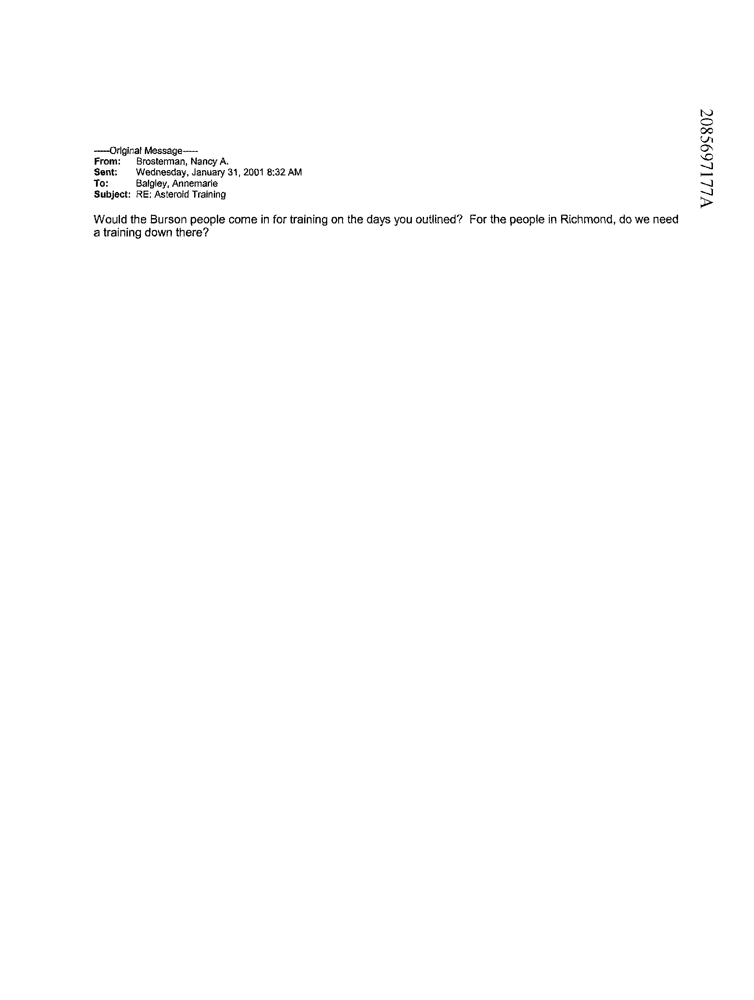 -----Original Message-----
From: Brosterman, Nancy A.
Sent: Wednesday, January 31, 2001 8:32 AM
To: Balgley, Annemarie
Subject: RE: Asteroid Training
Would the Burson people come in for training on the days you outlined? For the people in Richmond, do we need
a training down there?
2085697177A